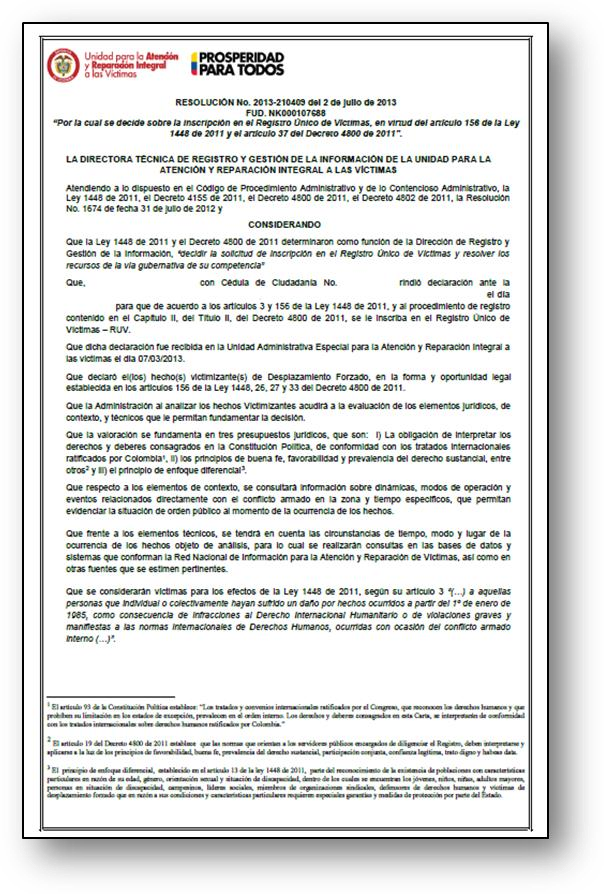 Unidad para la Atención
y Reparación Integral
a las Víctimas
PROSPERIDAD
PARA TODOS
RESOLUCIÓN No. 2013-210409 del 2 de julio de 2013
FUD. NK000107688
"Por la cual se decide sobre la inscripción en el Registro Único de Víctimas, en virtud del artículo 156 de la Ley
1448 de 2011 y el artículo 37 del Decreto 4800 de 2011".
LA DIRECTORA TÉCNICA DE REGISTRO Y GESTIÓN DE LA INFORMACIÓN DE LA UNIDAD PARA LA
ATENCIÓN Y REPARACIÓN INTEGRAL A LAS VÍCTIMAS
Atendiendo a lo dispuesto en el Código de Procedimiento Administrativo y de lo Contencioso Administrativo, la
Ley 1448 de 2011, el Decreto 4155 de 2011, el Decreto 4800 de 2011, el Decreto 4802 de 2011, la Resolución
No. 1674 de fecha 31 de julio de 2012 y
CONSIDERANDO
Que la Ley 1448 de 2011 y el Decreto 4800 de 2011 determinaron como función de la Dirección de Registro y
Gestión de la Información, "decidir la solicitud de inscripción en el Registro Único de Víctimas y resolver los
recursos de la vía gubernativa de su competencia"
Que, con Cédula de Ciudadanía No. rindió declaración ante la
el día
para que de acuerdo a los artículos 3 y 156 de la Ley 1448 de 2011, y al procedimiento de registro
contenido en el Capítulo II, del Título II, del Decreto 4800 de 2011, se le inscriba en el Registro Único de
Víctimas – RUV.
Que dicha declaración fue recibida en la Unidad Administrativa Especial para la Atención y Reparación Integral a
las víctimas el día 07/03/2013.
Que declaró el(los) hecho(s) victimizante(s) de Desplazamiento Forzado, en la forma y oportunidad legal
establecida en los artículos 156 de la Ley 1448, 26, 27 y 33 del Decreto 4800 de 2011.
Que la Administración al analizar los hechos Victimizantes acudirá a la evaluación de los elementos jurídicos, de
contexto, y técnicos que le permitan fundamentar la decisión.
Que la valoración se fundamenta en tres presupuestos jurídicos, que son: i) La obligación de interpretar los
derechos y deberes consagrados en la Constitución Política, de conformidad con los tratados internacionales
ratificados por Colombia¹, ii) los principios de buena fe, favorabilidad y prevalencia del derecho sustancial, entre
otros² y iii) el principio de enfoque diferencial³.
Que respecto a los elementos de contexto, se consultará información sobre dinámicas, modos de operación y
eventos relacionados directamente con el conflicto armado en la zona y tiempo específicos, que permitan
evidenciar la situación de orden público al momento de la ocurrencia de los hechos.
Que frente a los elementos técnicos, se tendrá en cuenta las circunstancias de tiempo, modo y lugar de la
ocurrencia de los hechos objeto de análisis, para lo cual se realizarán consultas en las bases de datos y
sistemas que conforman la Red Nacional de Información para la Atención y Reparación de Víctimas, así como en
otras fuentes que se estimen pertinentes.
Que se considerarán víctimas para los efectos de la Ley 1448 de 2011, según su artículo 3 "(…) a aquellas
personas que individual o colectivamente hayan sufrido un daño por hechos ocurridos a partir del 1º de enero de
1985, como consecuencia de infracciones al Derecho Internacional Humanitario o de violaciones graves y
manifiestas a las normas internacionales de Derechos Humanos, ocurridas con ocasión del conflicto armado
interno (…)".
¹ El artículo 93 de la Constitución Política establece: "Los tratados y convenios internacionales ratificados por el Congreso, que reconocen los derechos humanos y que
prohíben su limitación en los estados de excepción, prevalecen en el orden interno. Los derechos y deberes consagrados en esta Carta, se interpretarán de conformidad
con los tratados internacionales sobre derechos humanos ratificados por Colombia."
² El artículo 19 del Decreto 4800 de 2011 establece que las normas que orientan a los servidores públicos encargados de diligenciar el Registro, deben interpretarse y
aplicarse a la luz de los principios de favorabilidad, buena fe, prevalencia del derecho sustancial, participación conjunta, confianza legítima, trato digno y habeas data.
³ El principio de enfoque diferencial, establecido en el artículo 13 de la ley 1448 de 2011, parte del reconocimiento de la existencia de poblaciones con características
particulares en razón de su edad, género, orientación sexual y situación de discapacidad, dentro de los cuales se encuentran los jóvenes, niños, niñas, adultos mayores,
personas en situación de discapacidad, campesinos, líderes sociales, miembros de organizaciones sindicales, defensores de derechos humanos y víctimas de
desplazamiento forzado que en razón a sus condiciones y características particulares requieren especiales garantías y medidas de protección por parte del Estado.